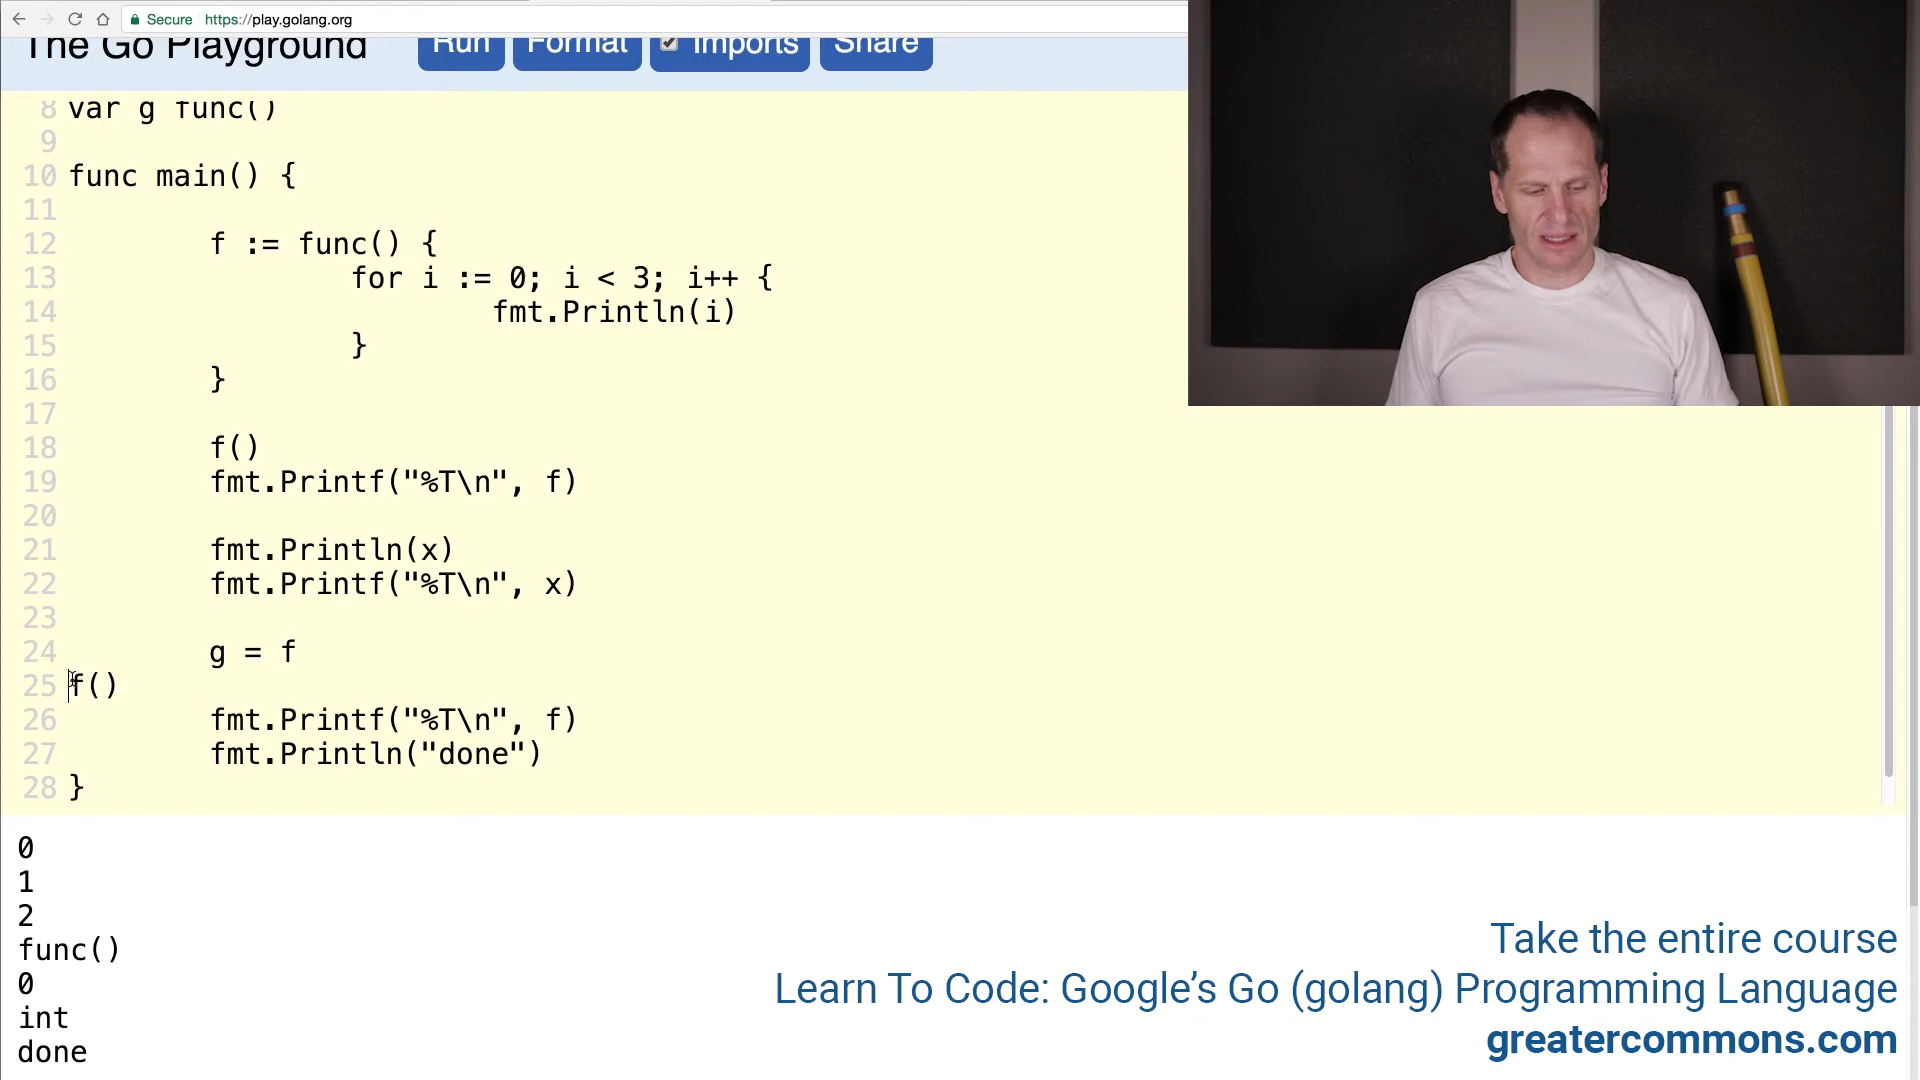 Secure https://play.golang.org
The Go Playground Run Format Imports Share
8 var g func()
9
10 func main() {
11
12 f := func() {
13 for i := 0; i < 3; i++ {
14 fmt.Println(i)
15 }
16 }
17
18 f()
19 fmt.Printf("%T\n", f)
20
21 fmt.Println(x)
22 fmt.Printf("%T\n", x)
23
24 g = f
25 f()
26 fmt.Printf("%T\n", f)
27 fmt.Println("done")
28 }
0
1
2
func()
0
int
done
Take the entire course
Learn To Code: Google’s Go (golang) Programming Language
greatercommons.com